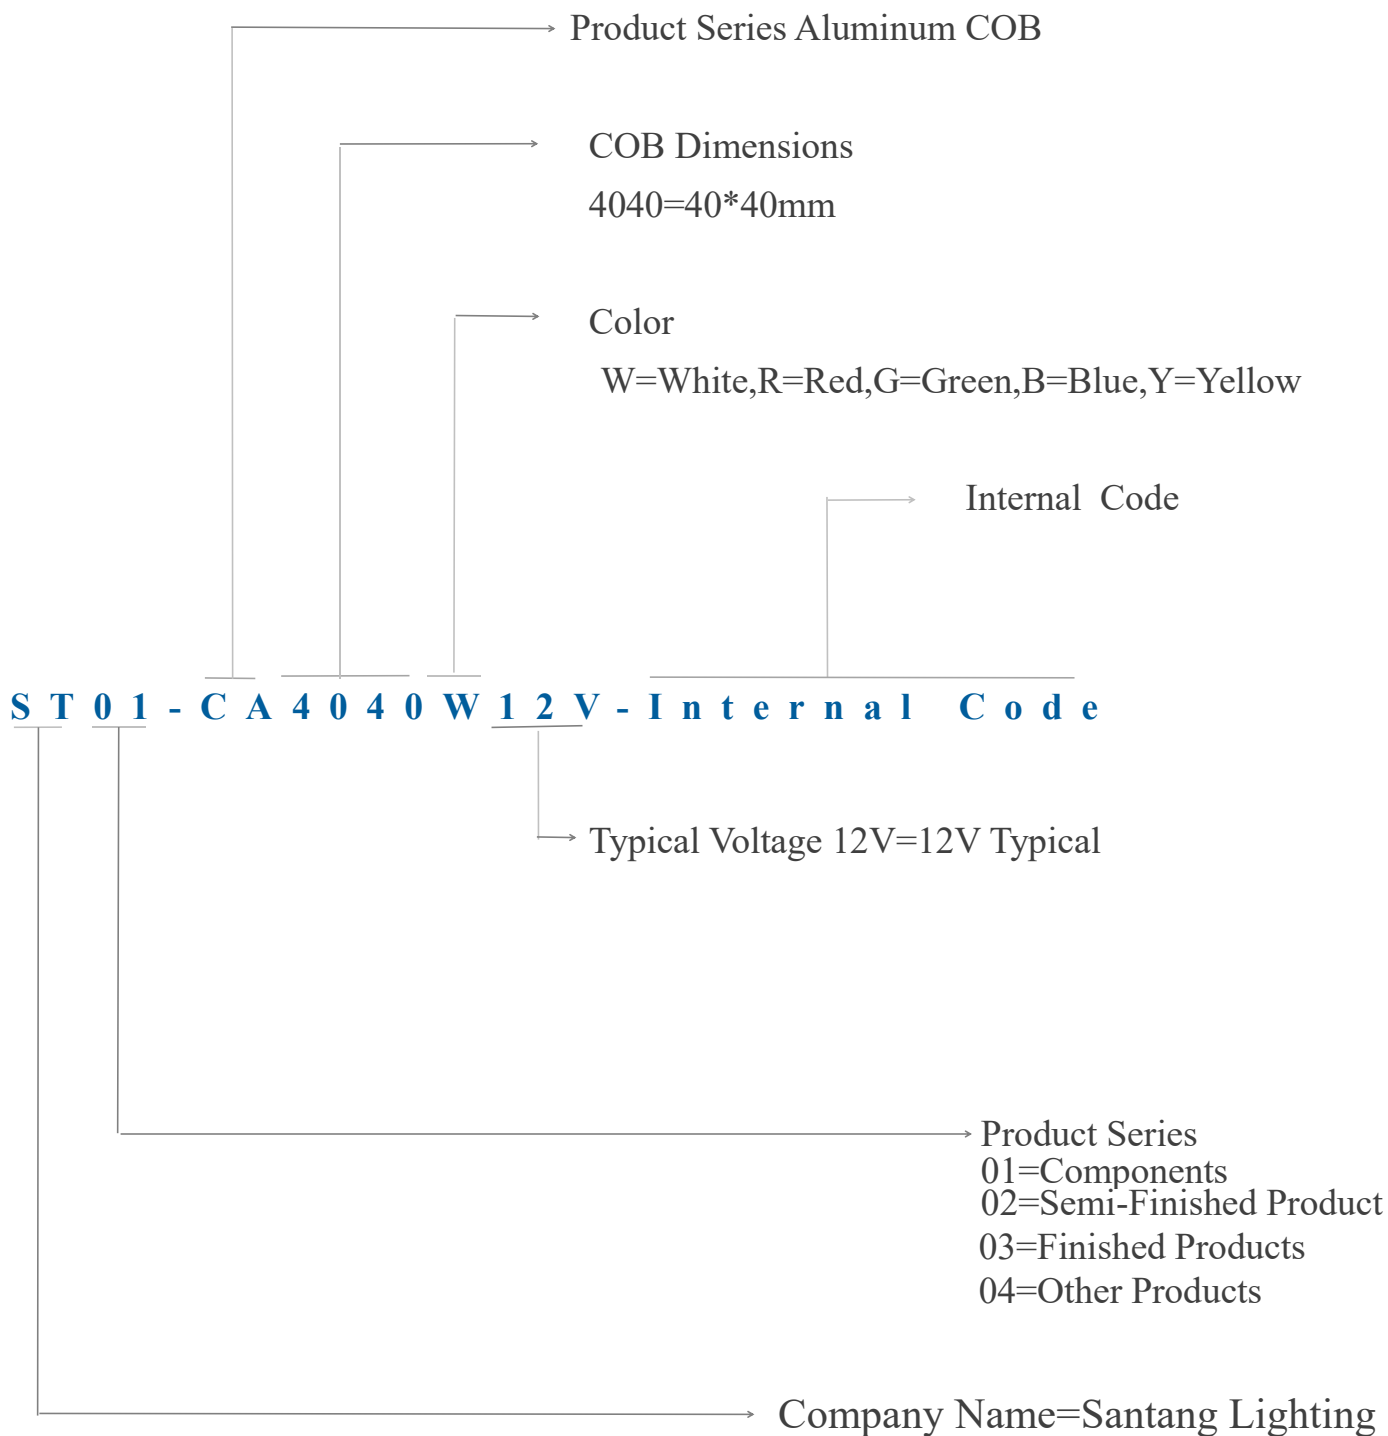 Product Series Aluminum COB
COB Dimensions
4040=40*40mm
Color
W=White,R=Red,G=Green,B=Blue,Y=Yellow
Internal Code
ST01-CA4040W12V-Internal Code
Typical Voltage 12V=12V Typical
Product Series
01=Components
02=Semi-Finished Product
03=Finished Products
04=Other Products
Company Name=Santang Lighting